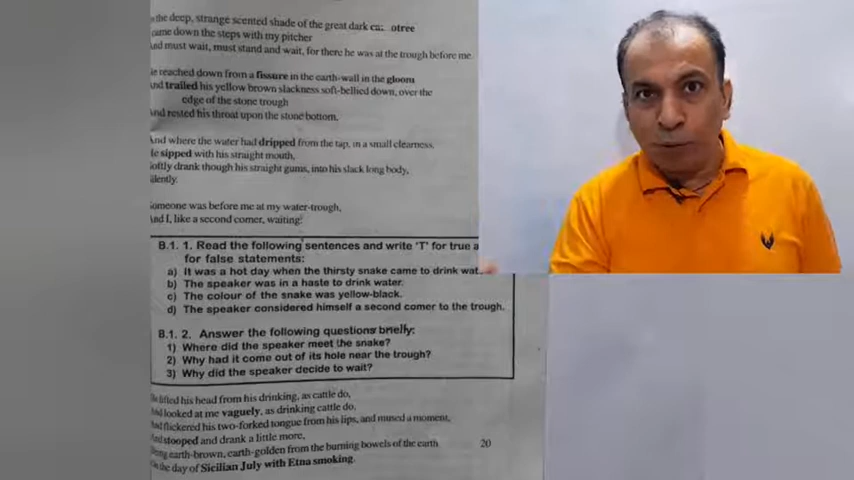 the deep, strange scented shade of the great dark ca: otree
came down the steps with my pitcher
And must wait, must stand and wait, for there he was at the trough before me.
He reached down from a fissure in the earth-wall in the gloom
And trailed his yellow brown slackness soft-bellied down, over the
edge of the stone trough
And rested his throat upon the stone bottom,
And where the water had dripped from the tap, in a small clearness,
He sipped with his straight mouth,
Softly drank though his straight gums, into his slack long body,
Silently.
Someone was before me at my water-trough,
And I, like a second comer, waiting:
B.1. 1. Read the following sentences and write 'T' for true a
for false statements:
a) It was a hot day when the thirsty snake came to drink wat
b) The speaker was in a haste to drink water.
c) The colour of the snake was yellow-black.
d) The speaker considered himself a second comer to the trough.
B.1. 2. Answer the following questions briefly:
1) Where did the speaker meet the snake?
2) Why had it come out of its hole near the trough?
3) Why did the speaker decide to wait?
He lifted his head from his drinking, as cattle do,
And looked at me vaguely, as drinking cattle do,
And flickered his two-forked tongue from his lips, and mused a moment,
And stooped and drank a little more,
Being earth-brown, earth-golden from the burning bowels of the earth 20
On the day of Sicilian July with Etna smoking.